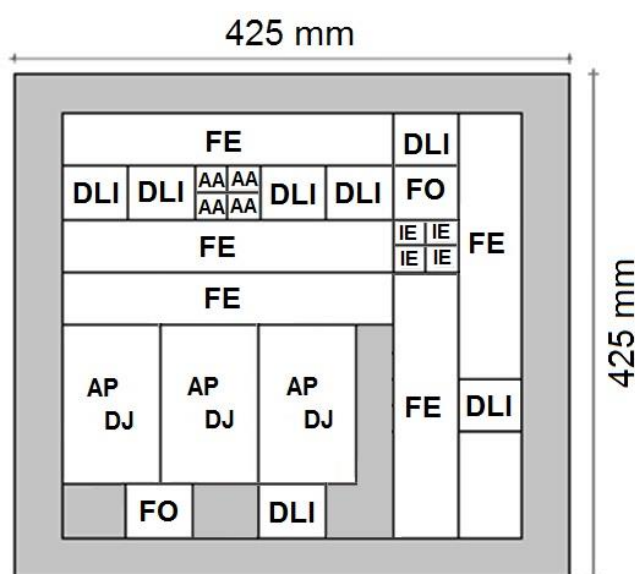 425 mm
FE
DLI
DLI DLI AA AA DLI DLI FO
AA AA
FE
IE IE
IE IE
FE
FE
AP
DJ
AP
DJ
AP
DJ
FE
DLI
FO
DLI
425 mm